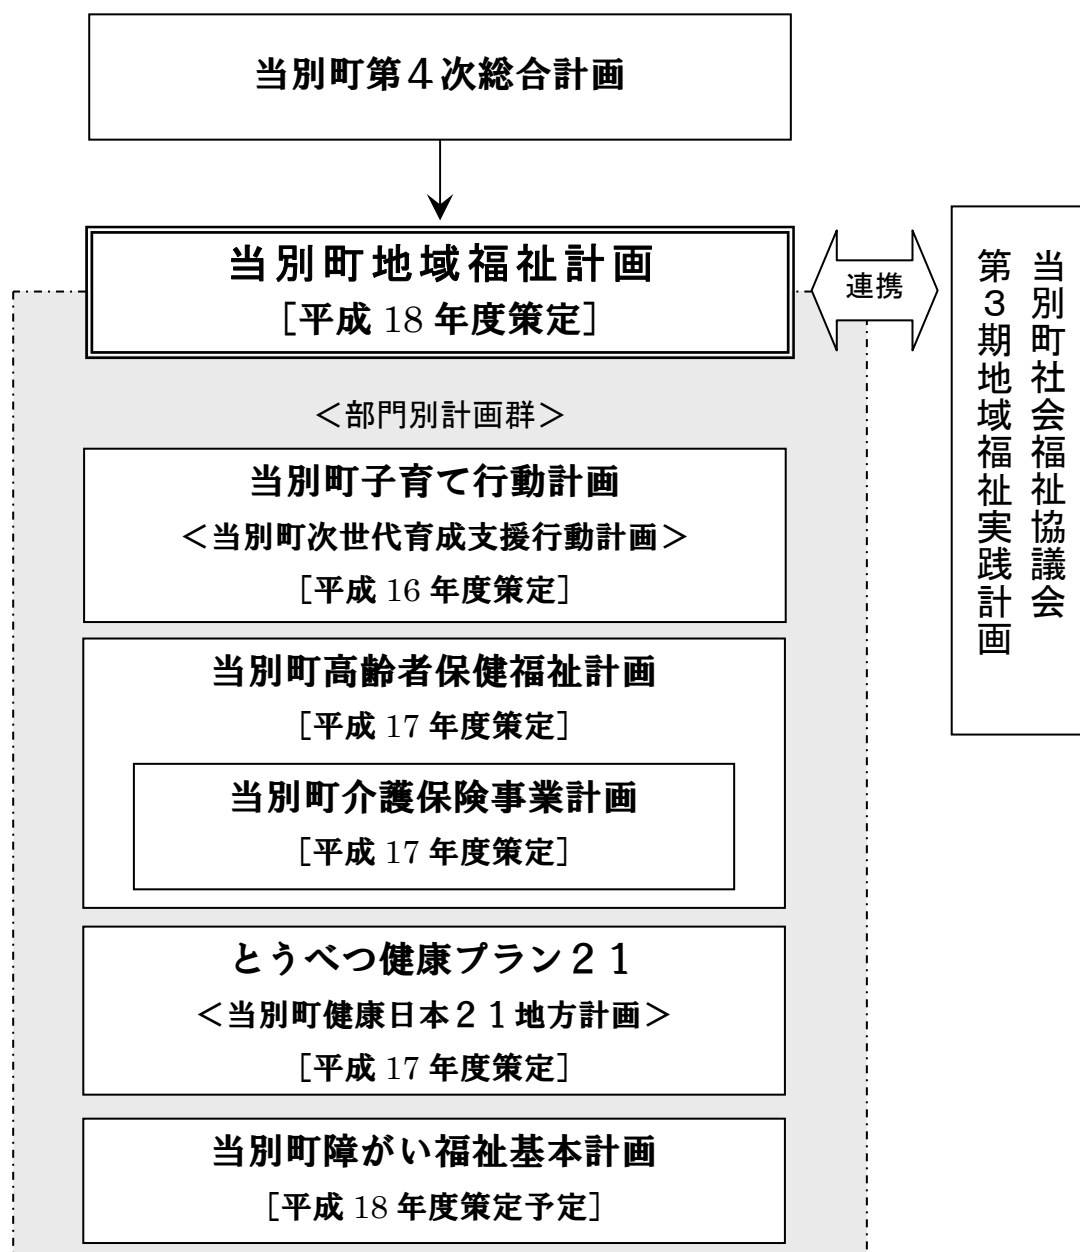 当別町第４次総合計画
当別町地域福祉計画
［平成 18 年度策定］
連携
当別町社会福祉協議会
第３期地域福祉実践計画
＜部門別計画群＞
当別町子育て行動計画
＜当別町次世代育成支援行動計画＞
［平成 16 年度策定］
当別町高齢者保健福祉計画
［平成 17 年度策定］
当別町介護保険事業計画
［平成 17 年度策定］
とうべつ健康プラン２１
＜当別町健康日本２１地方計画＞
［平成 17 年度策定］
当別町障がい福祉基本計画
［平成 18 年度策定予定］